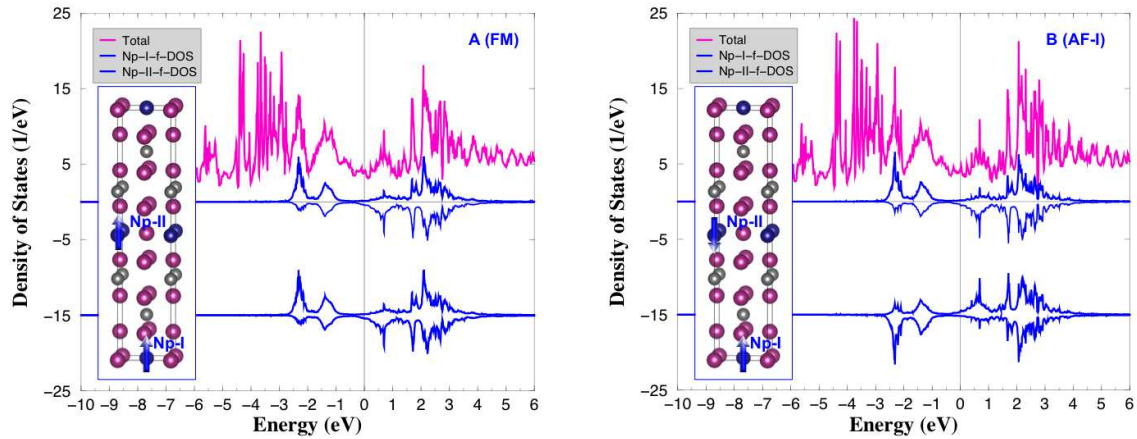 25
15
5
−5
−15
−25
Density of States (1/eV)
Total
Np−I−f−DOS
Np−II−f−DOS
A (FM)
Np-II
Np-I
−10 −9 −8 −7 −6 −5 −4 −3 −2 −1 0 1 2 3 4 5 6
Energy (eV)
25
15
5
−5
−15
−25
Density of States (1/eV)
Total
Np−I−f−DOS
Np−II−f−DOS
B (AF-I)
Np-II
Np-I
−10 −9 −8 −7 −6 −5 −4 −3 −2 −1 0 1 2 3 4 5 6
Energy (eV)